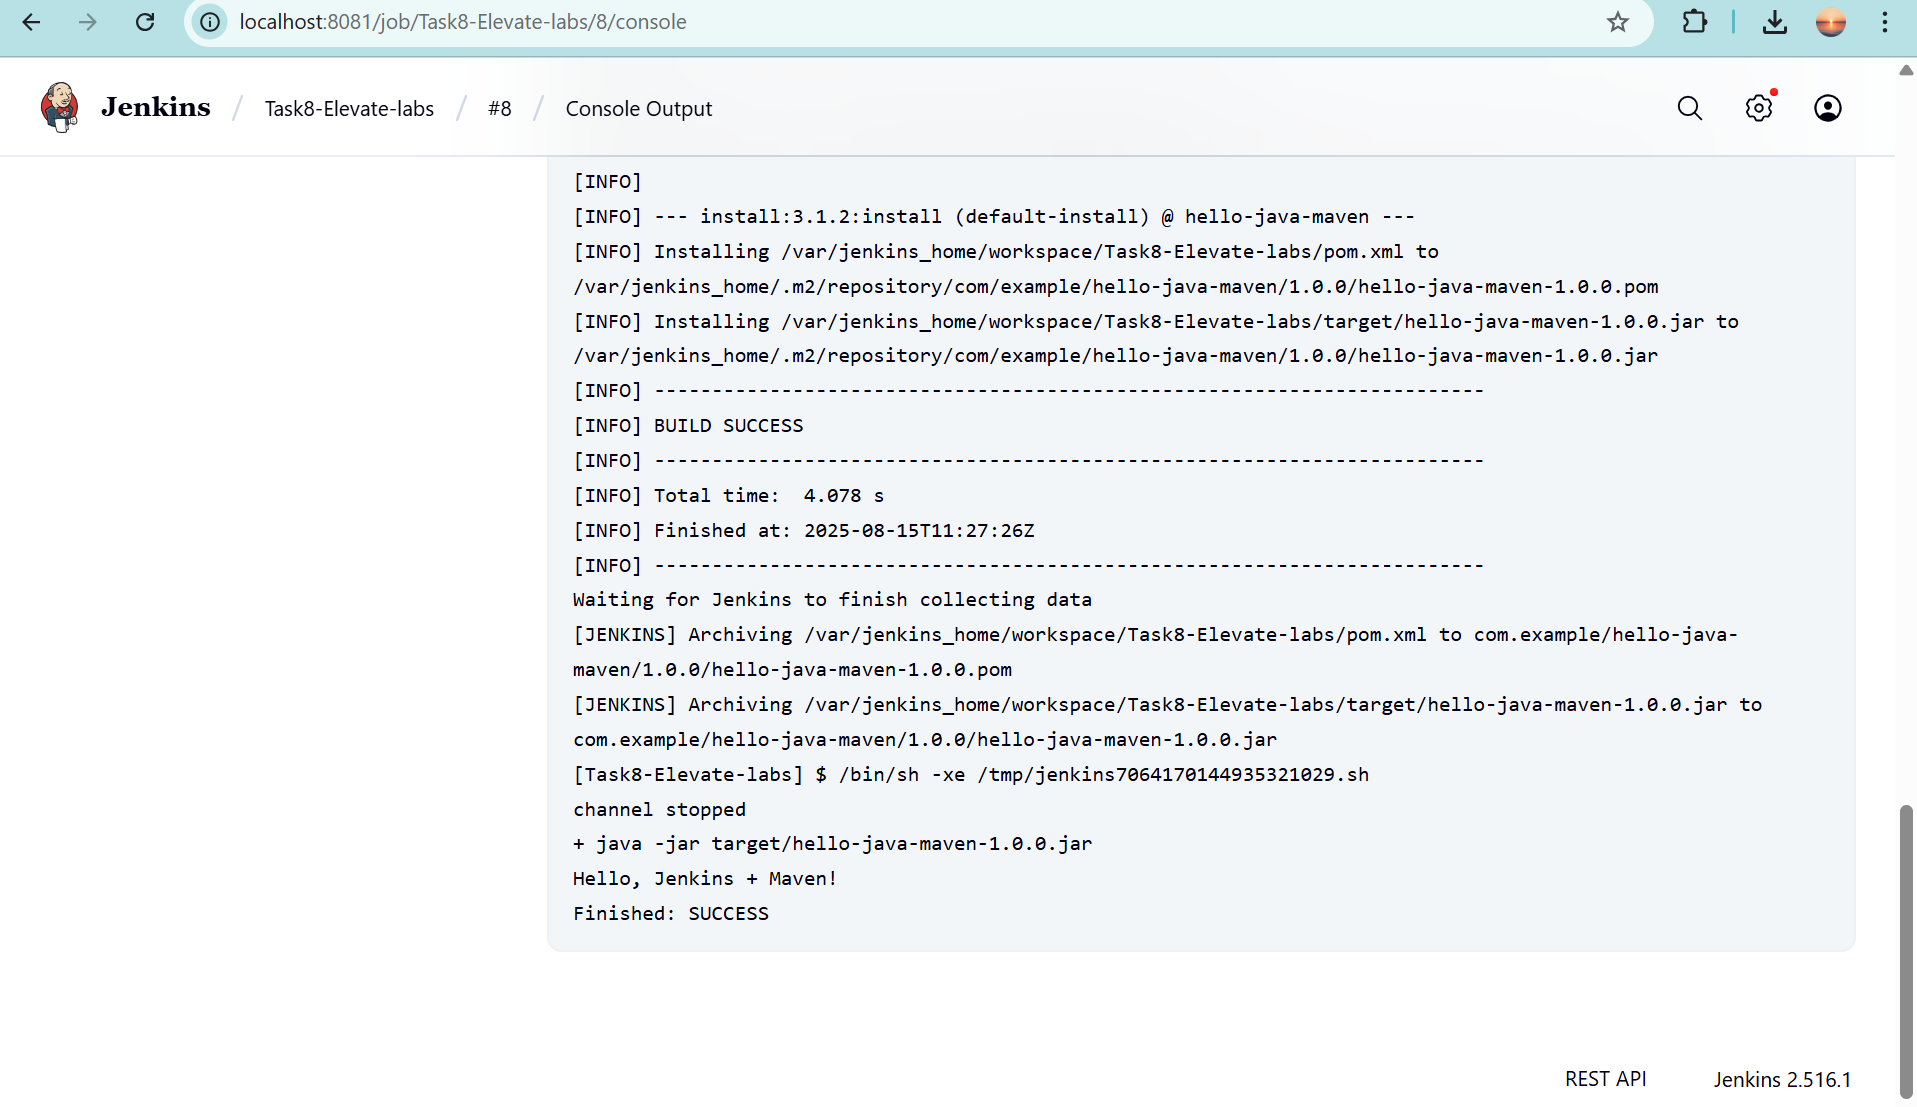 localhost:8081/job/Task8-Elevate-labs/8/console
Jenkins / Task8-Elevate-labs / #8 / Console Output
[INFO]
[INFO] --- install:3.1.2:install (default-install) @ hello-java-maven ---
[INFO] Installing /var/jenkins_home/workspace/Task8-Elevate-labs/pom.xml to
/var/jenkins_home/.m2/repository/com/example/hello-java-maven/1.0.0/hello-java-maven-1.0.0.pom
[INFO] Installing /var/jenkins_home/workspace/Task8-Elevate-labs/target/hello-java-maven-1.0.0.jar to
/var/jenkins_home/.m2/repository/com/example/hello-java-maven/1.0.0/hello-java-maven-1.0.0.jar
[INFO] ------------------------------------------------------------------------
[INFO] BUILD SUCCESS
[INFO] ------------------------------------------------------------------------
[INFO] Total time:  4.078 s
[INFO] Finished at: 2025-08-15T11:27:26Z
[INFO] ------------------------------------------------------------------------
Waiting for Jenkins to finish collecting data
[JENKINS] Archiving /var/jenkins_home/workspace/Task8-Elevate-labs/pom.xml to com.example/hello-java-
maven/1.0.0/hello-java-maven-1.0.0.pom
[JENKINS] Archiving /var/jenkins_home/workspace/Task8-Elevate-labs/target/hello-java-maven-1.0.0.jar to
com.example/hello-java-maven/1.0.0/hello-java-maven-1.0.0.jar
[Task8-Elevate-labs] $ /bin/sh -xe /tmp/jenkins7064170144935321029.sh
channel stopped
+ java -jar target/hello-java-maven-1.0.0.jar
Hello, Jenkins + Maven!
Finished: SUCCESS
REST API
Jenkins 2.516.1